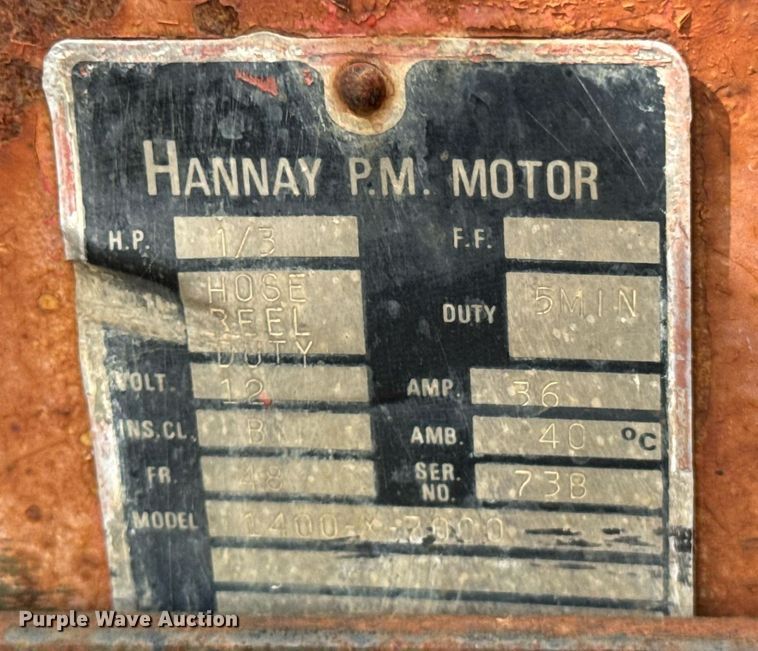 HANNAY P.M. MOTOR
H.P. 1/3 F.F.
HOSE
REEL
DUTY
DUTY 5MIN
VOLT. 12 AMP. 36
INS. CL. B AMB. 40 °C
FR. 48 SER. NO. 73B
MODEL
Purple Wave Auction